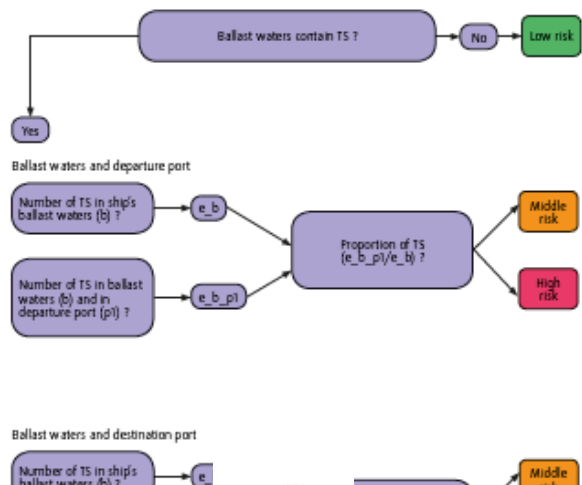 Ballast waters contain TS ?
No
Low risk
Yes
Ballast waters and departure port
Number of TS in ship's
ballast waters (b) ?
e_b
Proportion of TS
(e_b_p1/e_b) ?
Middle
risk
Number of TS in ballast
waters (b) and in
departure port (p1) ?
e_b_p1
High
risk
Ballast waters and destination port
Number of TS in ship's
ballast waters (b) ?
Middle